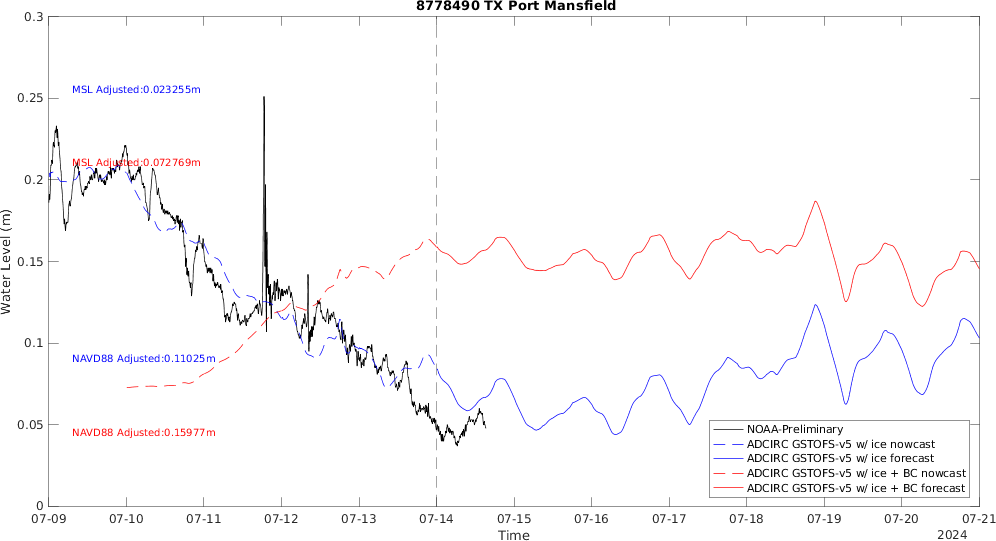 8778490 TX Port Mansfield
0.3
0.25
0.2
0.15
0.1
0.05
0
Water Level (m)
MSL Adjusted:0.023255m
MSL Adjusted:0.072769m
NAVD88 Adjusted:0.11025m
NAVD88 Adjusted:0.15977m
NOAA-Preliminary
ADCIRC GSTOFS-v5 w/ ice nowcast
ADCIRC GSTOFS-v5 w/ ice forecast
ADCIRC GSTOFS-v5 w/ ice + BC nowcast
ADCIRC GSTOFS-v5 w/ ice + BC forecast
07-09 07-10 07-11 07-12 07-13 07-14 07-15 07-16 07-17 07-18 07-19 07-20 07-21
Time
2024